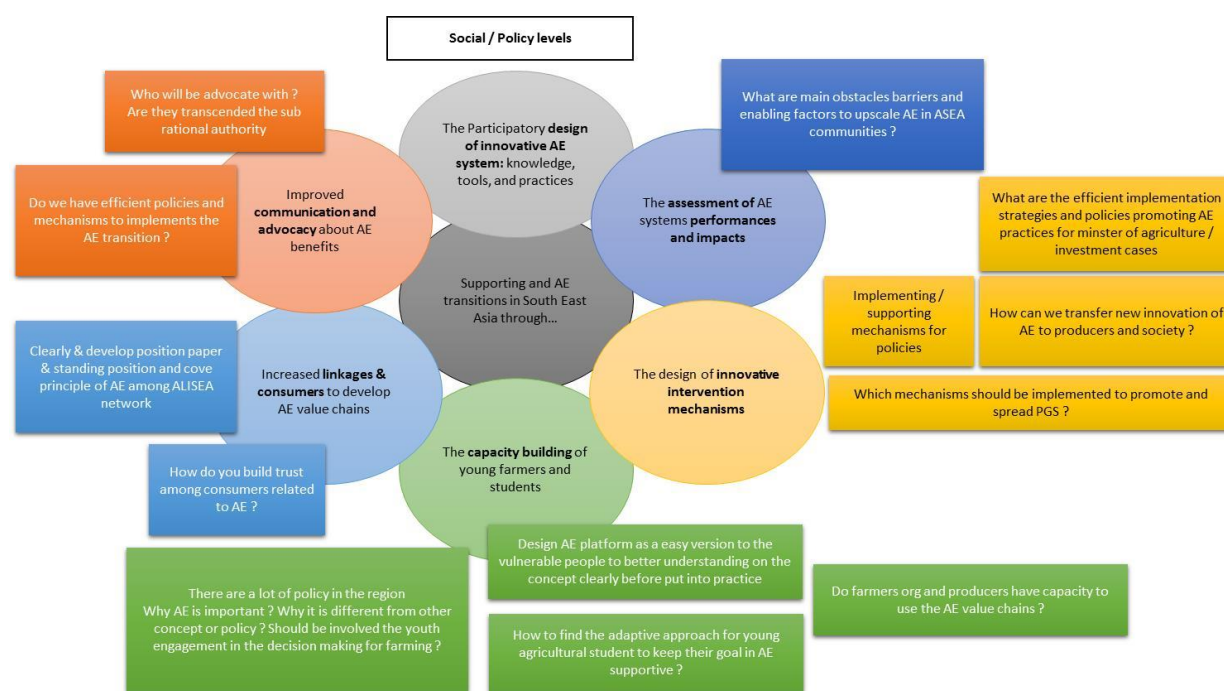 Social / Policy levels
Who will be advocate with ?
Are they transcended the sub
rational authority
Do we have efficient policies and
mechanisms to implements the
AE transition ?
Improved
communication and
advocacy about AE
benefits
The Participatory design
of innovative AE
system: knowledge,
tools, and practices
What are main obstacles barriers and
enabling factors to upscale AE in ASEA
communities ?
The assessment of AE
systems performances
and impacts
What are the efficient implementation
strategies and policies promoting AE
practices for minster of agriculture /
investment cases
Supporting and AE
transitions in South East
Asia through...
Implementing /
supporting
mechanisms for
policies
How can we transfer new innovation of
AE to producers and society ?
Clearly & develop position paper
& standing position and cove
principle of AE among ALISEA
network
Increased linkages &
consumers to develop
AE value chains
The design of innovative
intervention
mechanisms
Which mechanisms should be implemented to promote and
spread PGS ?
How do you build trust
among consumers related
to AE ?
The capacity building of
young farmers and
students
There are a lot of policy in the region
Why AE is important ? Why it is different from other
concept or policy ? Should be involved the youth
engagement in the decision making for farming ?
Design AE platform as a easy version to the
vulnerable people to better understanding on the
concept clearly before put into practice
Do farmers org and producers have capacity to
use the AE value chains ?
How to find the adaptive approach for young
agricultural student to keep their goal in AE
supportive ?